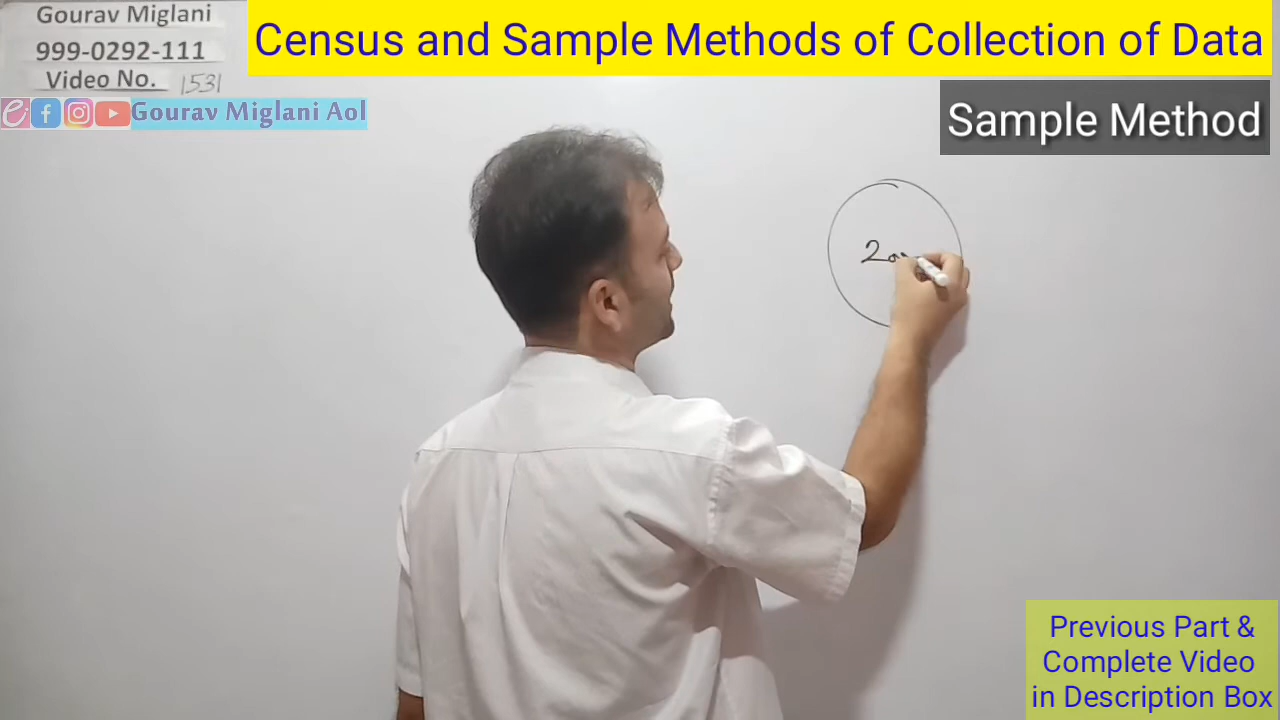 Gourav Miglani
999-0292-111
Video No. 1531
Gourav Miglani Aol
Census and Sample Methods of Collection of Data
Sample Method
Previous Part &
Complete Video
in Description Box